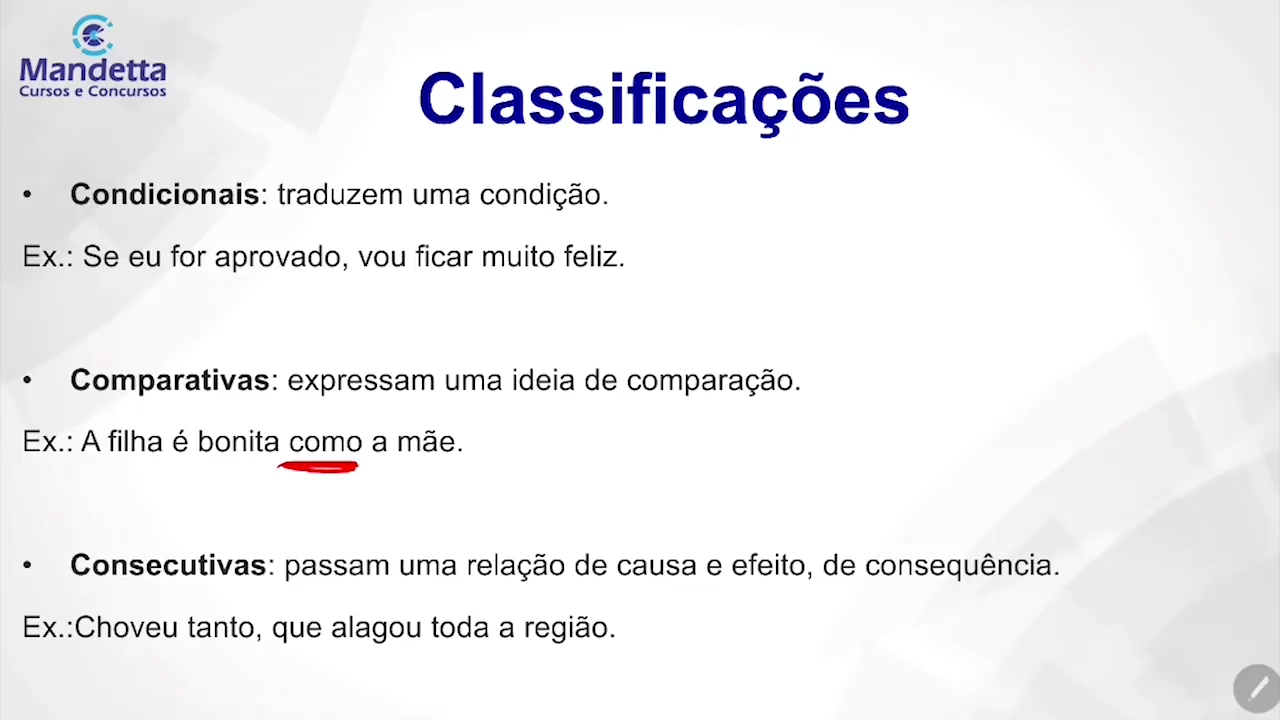 Mandetta
Cursos e Concursos
Classificações
• Condicionais: traduzem uma condição.
Ex.: Se eu for aprovado, vou ficar muito feliz.
• Comparativas: expressam uma ideia de comparação.
Ex.: A filha é bonita como a mãe.
• Consecutivas: passam uma relação de causa e efeito, de consequência.
Ex.:Choveu tanto, que alagou toda a região.